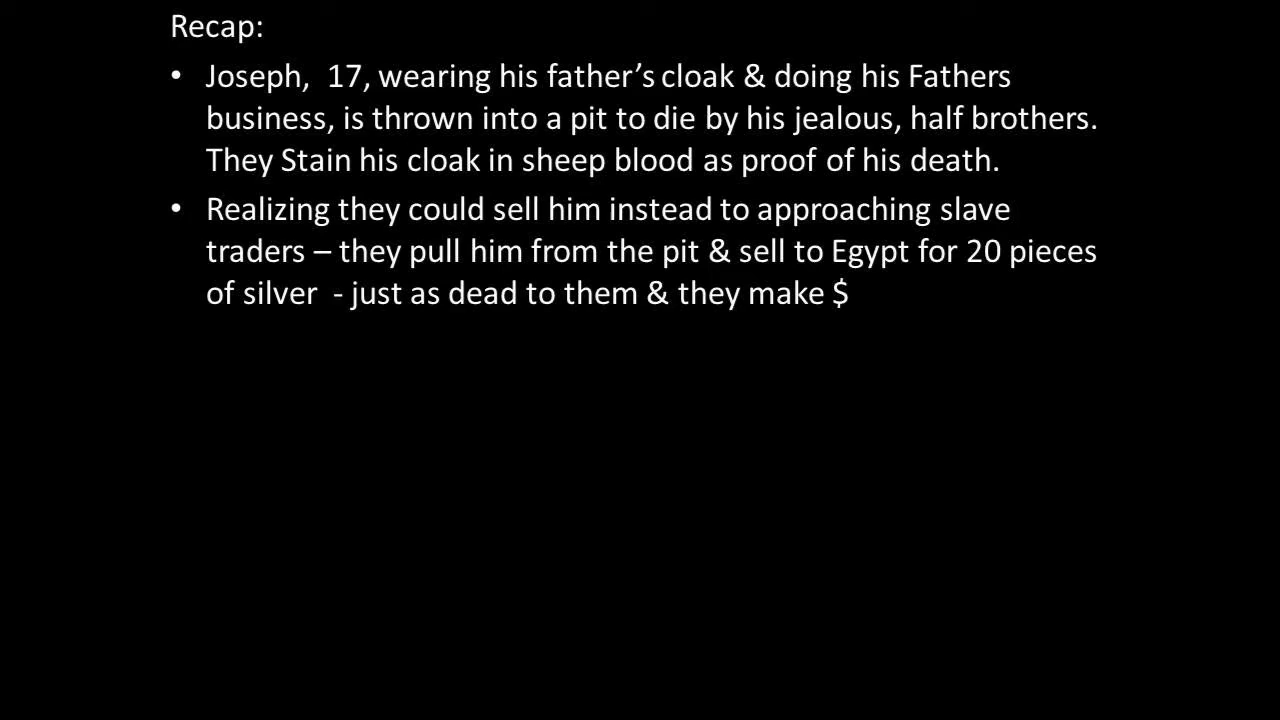 Recap:
• Joseph,  17, wearing his father’s cloak & doing his Fathers
business, is thrown into a pit to die by his jealous, half brothers.
They Stain his cloak in sheep blood as proof of his death.
• Realizing they could sell him instead to approaching slave
traders – they pull him from the pit & sell to Egypt for 20 pieces
of silver  - just as dead to them & they make $